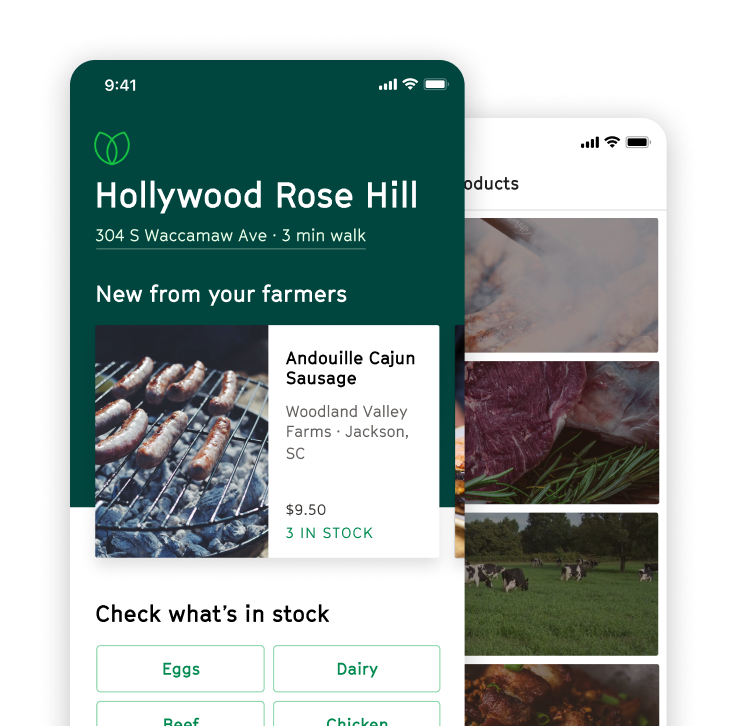 9:41
Hollywood Rose Hill
304 S Waccamaw Ave · 3 min walk
New from your farmers
Andouille Cajun
Sausage
Woodland Valley
Farms · Jackson,
SC
$9.50
3 IN STOCK
Check what's in stock
Eggs
Dairy
Beef
Chicken
oducts